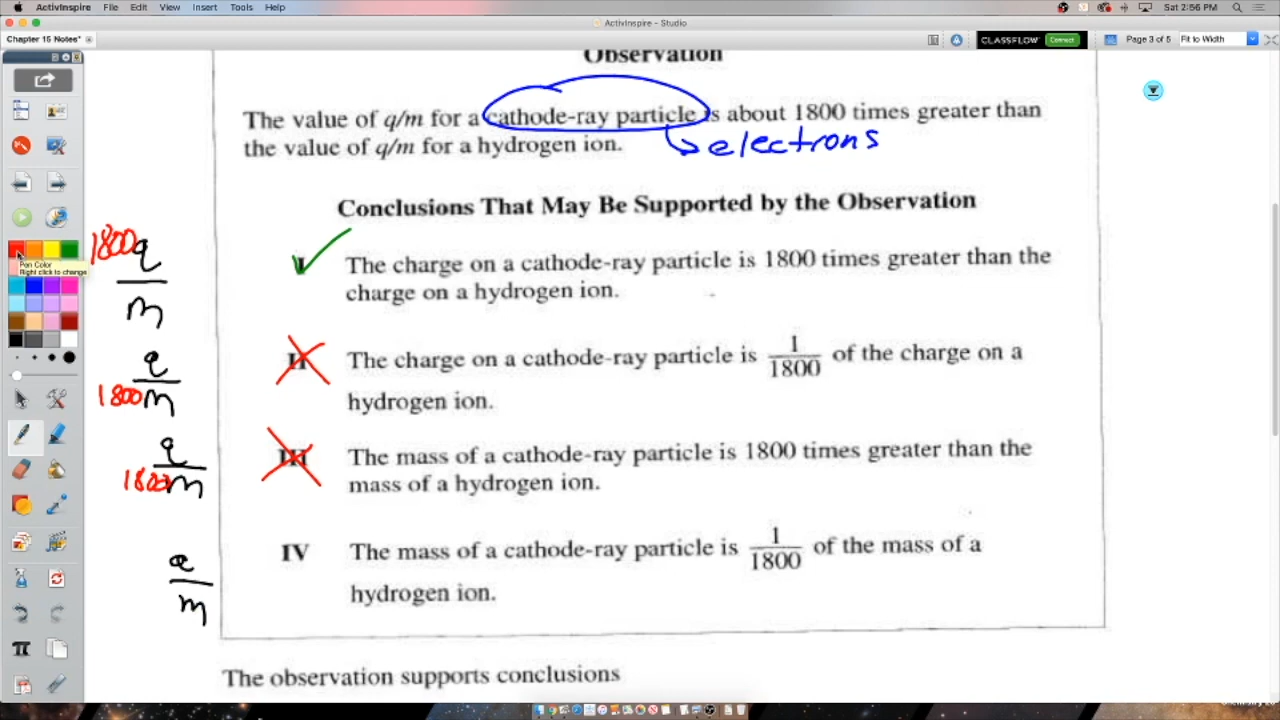 ActivInspire File Edit View Insert Tools Help
Sat 2:56 PM
ActivInspire - Studio
Chapter 15 Notes*
CLASSFLOW Connect
Page 3 of 5
Fit to Width
Observation
The value of q/m for a cathode-ray particle is about 1800 times greater than
the value of q/m for a hydrogen ion.
electrons
Conclusions That May Be Supported by the Observation
1800q
m
Pen Color
Right click to change
I The charge on a cathode-ray particle is 1800 times greater than the
charge on a hydrogen ion.
q
1800m
II The charge on a cathode-ray particle is 1/1800 of the charge on a
hydrogen ion.
q
1800m
III The mass of a cathode-ray particle is 1800 times greater than the
mass of a hydrogen ion.
q
m
IV The mass of a cathode-ray particle is 1/1800 of the mass of a
hydrogen ion.
The observation supports conclusions